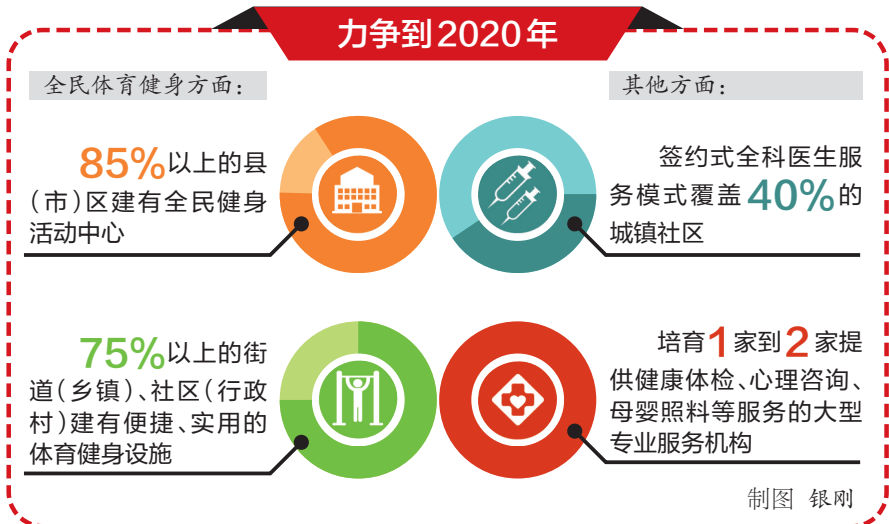 力争到2020年
全民体育健身方面：
85%以上的县
（市）区建有全民健身
活动中心
75%以上的街
道（乡镇）、社区（行政
村）建有便捷、实用的
体育健身设施
其他方面：
签约式全科医生服
务模式覆盖40%的
城镇社区
培育1家到2家提
供健康体检、心理咨询、
母婴照料等服务的大型
专业服务机构
制图 银刚